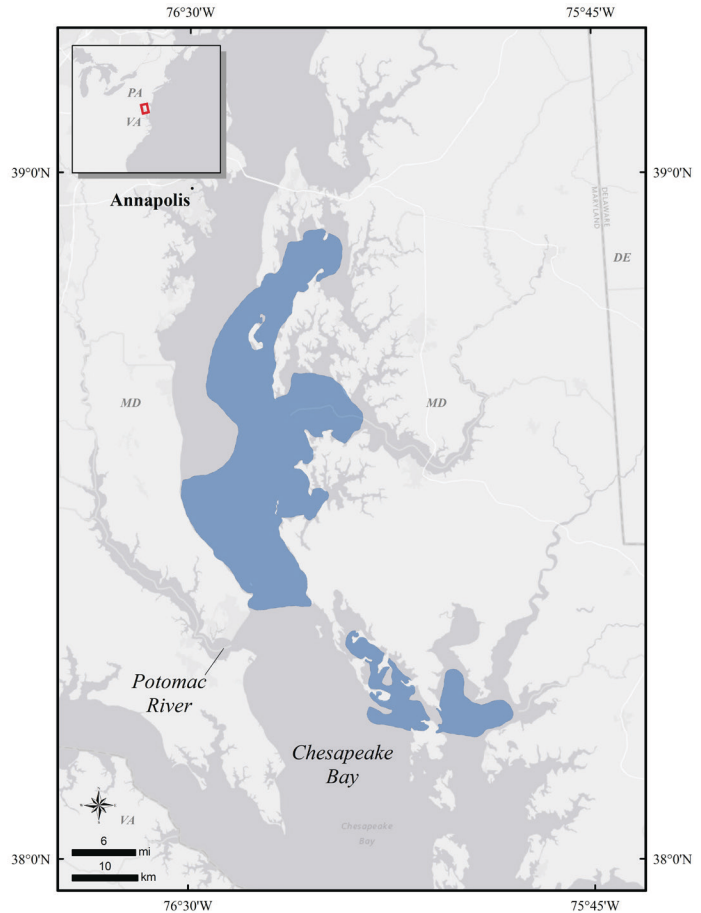 76°30'W
75°45'W
PA
VA
39°0'N
39°0'N
Annapolis
MARYLAND
DELAWARE
DE
MD
MD
Potomac
River
Chesapeake
Bay
Chesapeake
Bay
VA
6
mi
10
km
38°0'N
38°0'N
76°30'W
75°45'W